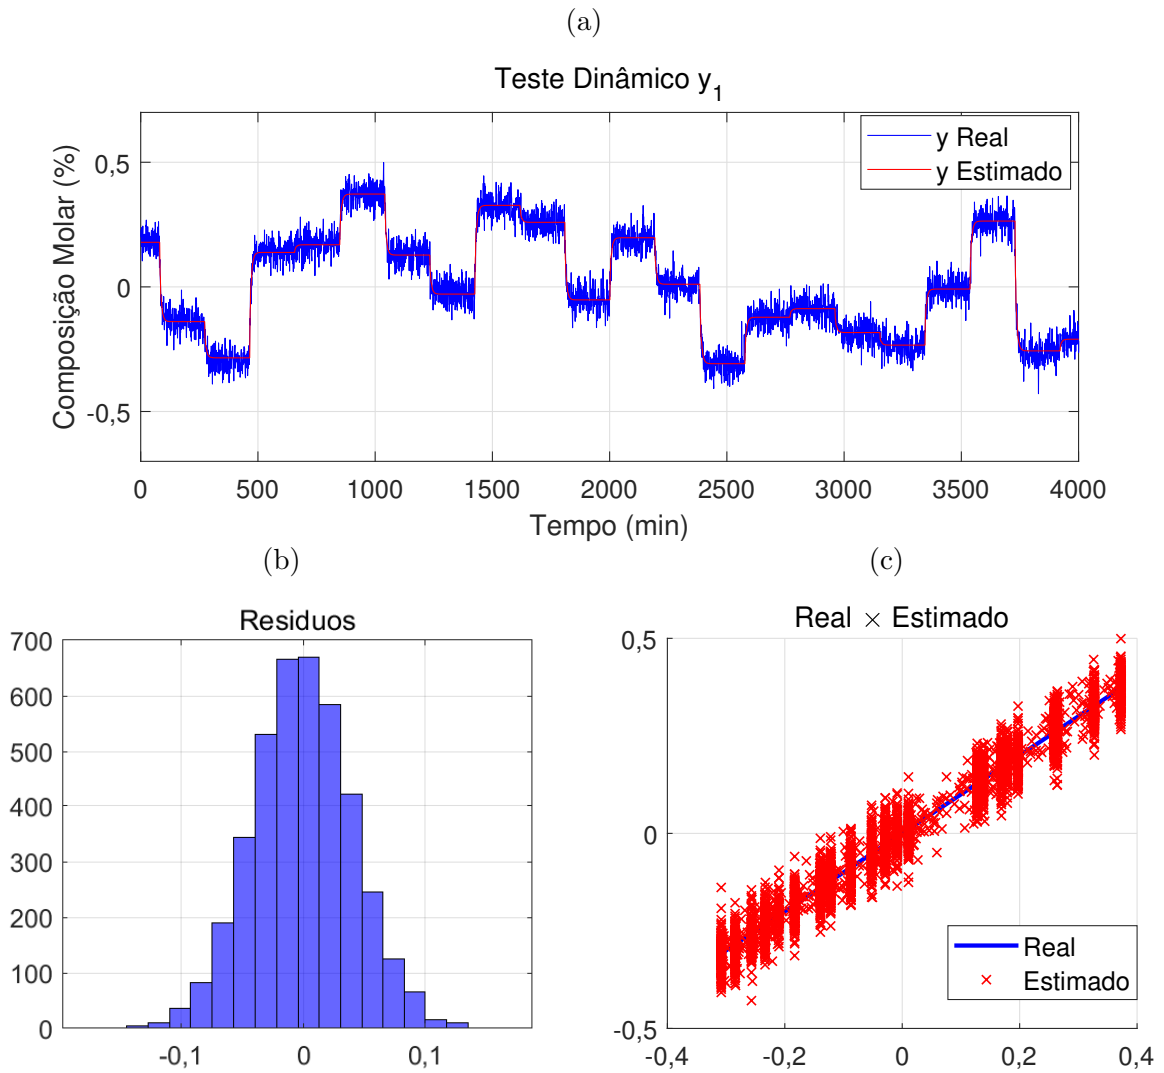 (a)
Teste Dinâmico y1
Composição Molar (%)
0,5
0
-0,5
y Real
y Estimado
0 500 1000 1500 2000 2500 3000 3500 4000
Tempo (min)
(b)
Residuos
700
600
500
400
300
200
100
0
-0,1 0 0,1
(c)
Real × Estimado
0,5
0
-0,5
Real
Estimado
-0,4 -0,2 0 0,2 0,4